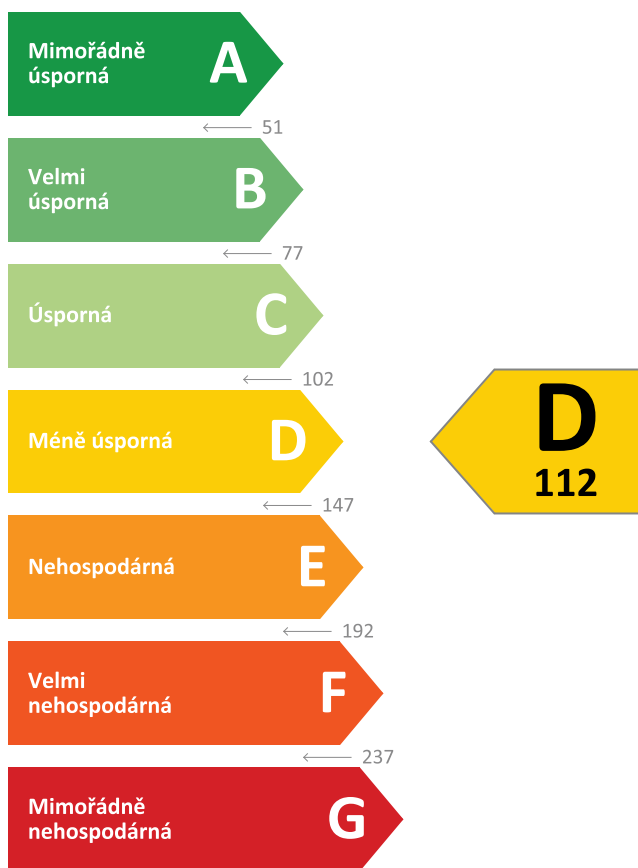 Mimořádně
úsporná
A
51
Velmi
úsporná
B
77
Úsporná
C
102
Méně úsporná
D
D
112
147
Nehospodárná
E
192
Velmi
nehospodárná
F
237
Mimořádně
nehospodárná
G